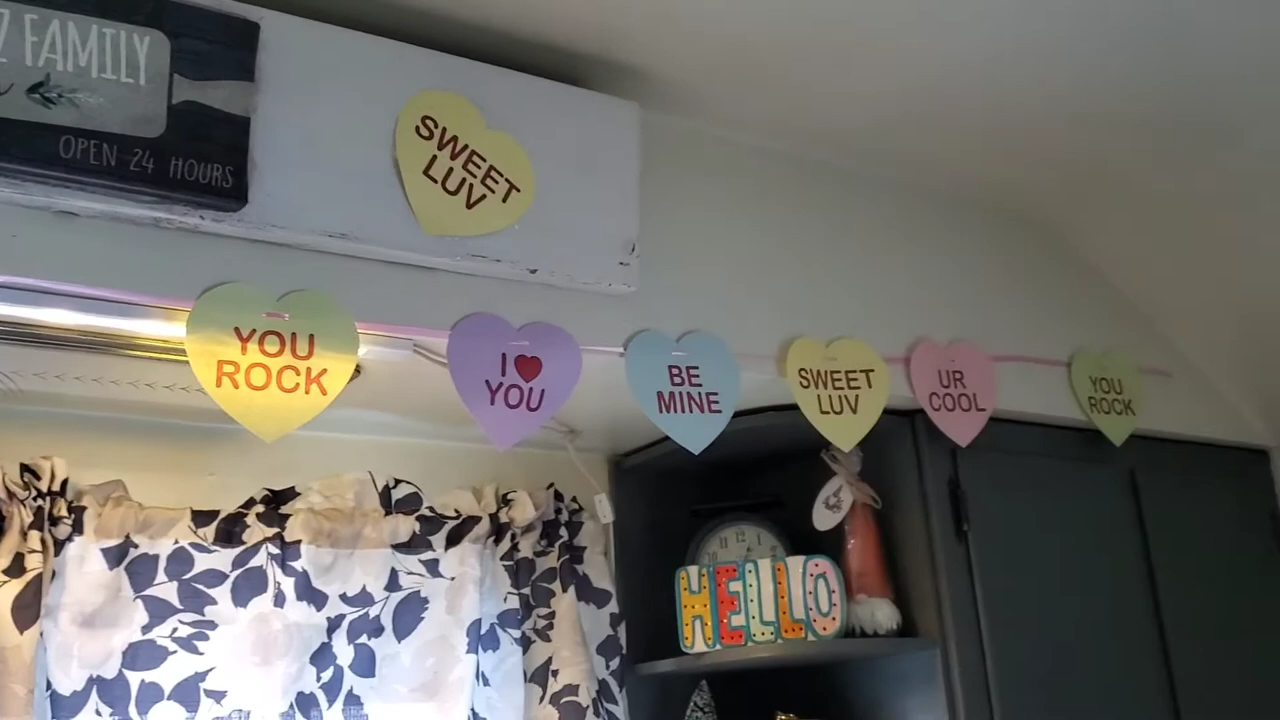 Z FAMILY
OPEN 24 HOURS
SWEET
LUV
YOU
ROCK
I ❤
YOU
BE
MINE
SWEET
LUV
UR
COOL
YOU
ROCK
HELLO